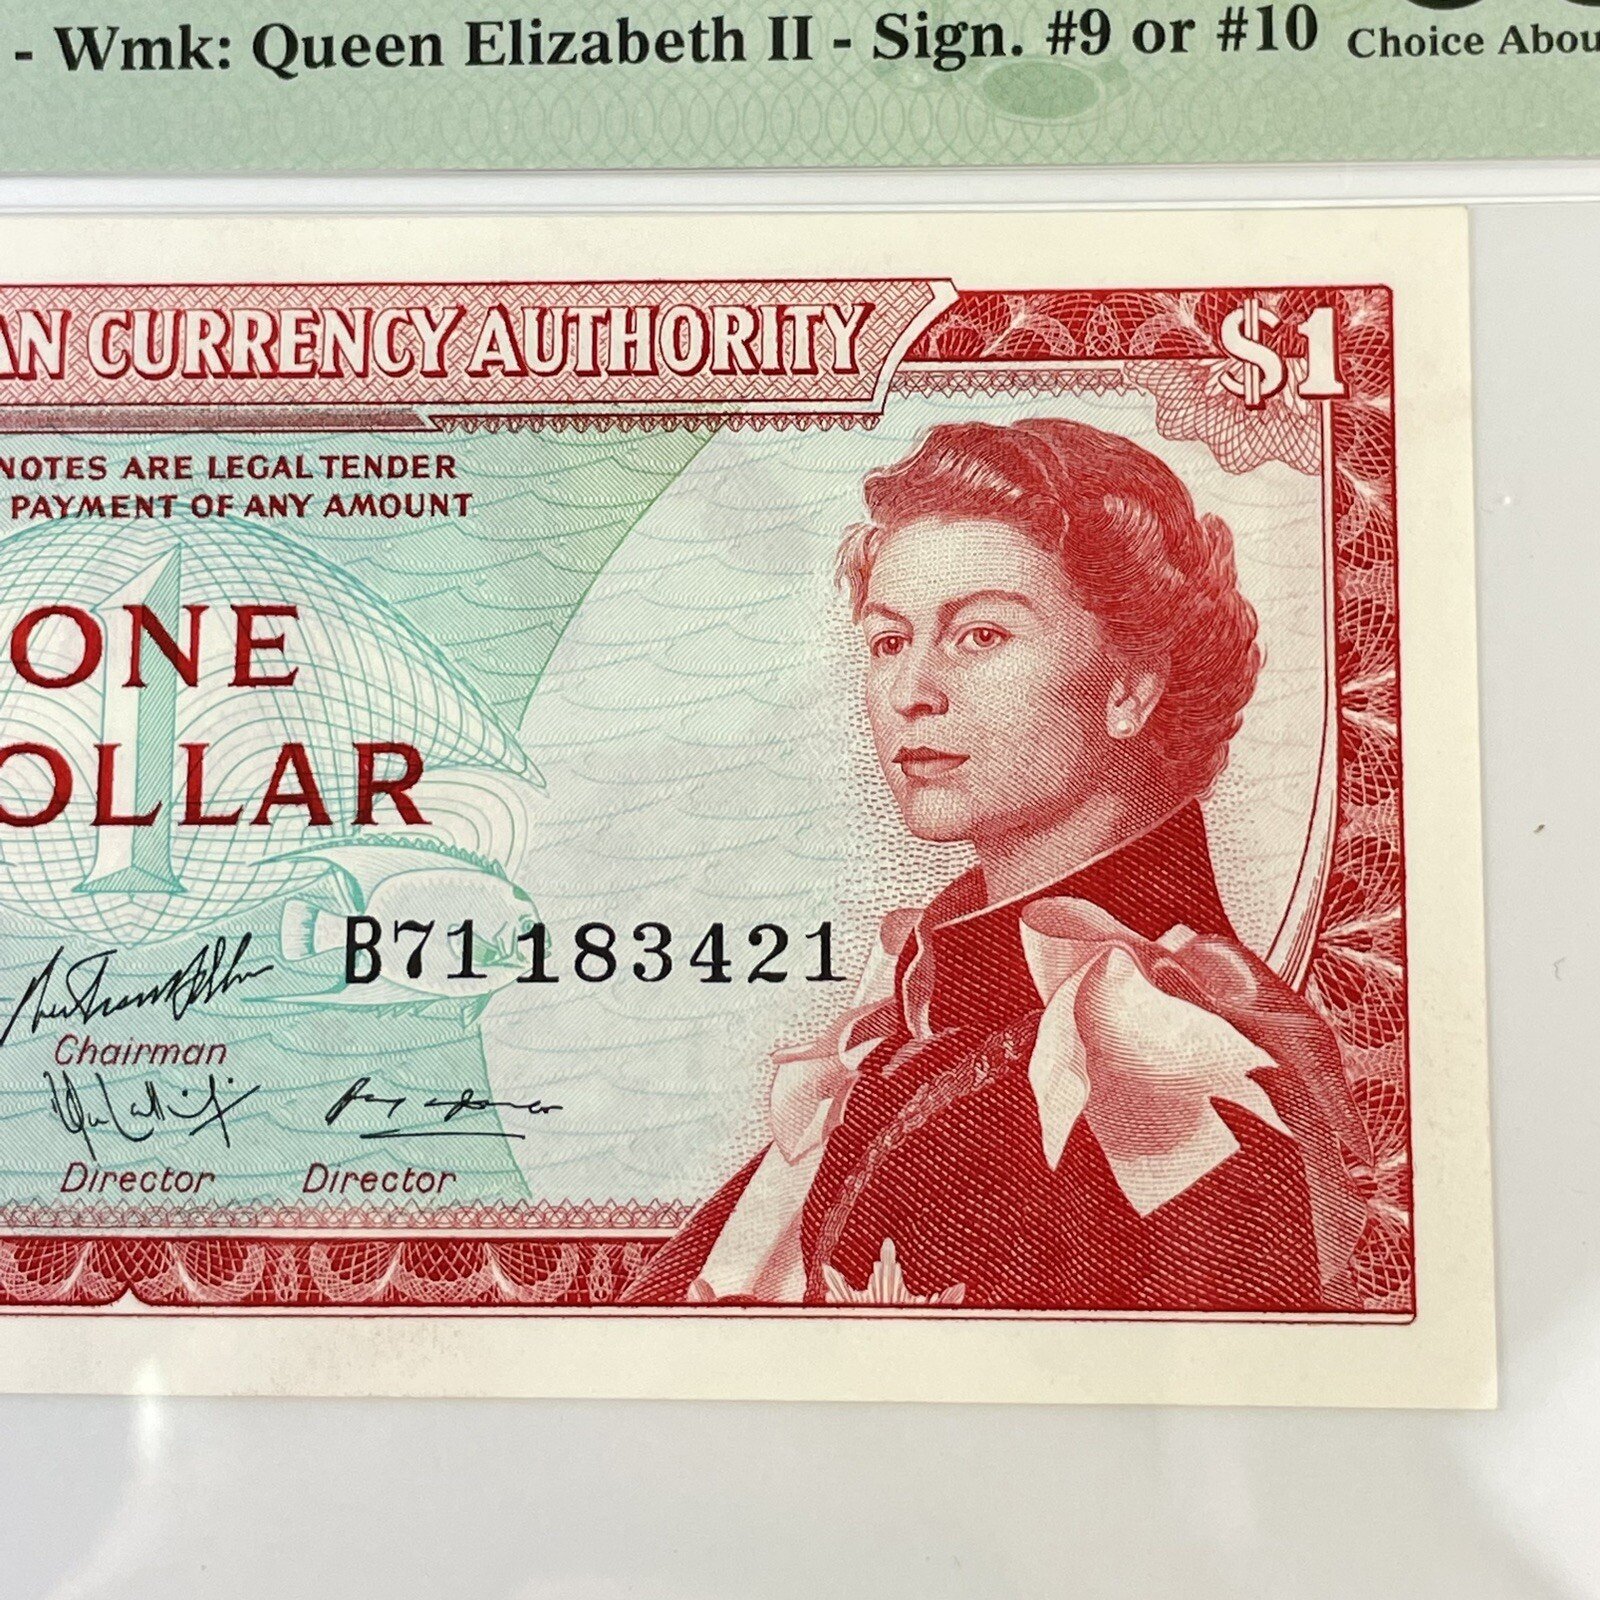 - Wmk: Queen Elizabeth II - Sign. #9 or #10
Choice Abou
AN CURRENCY AUTHORITY
$1
NOTES ARE LEGAL TENDER
PAYMENT OF ANY AMOUNT
1
ONE
OLLAR
B71 183421
Chairman
Director Director